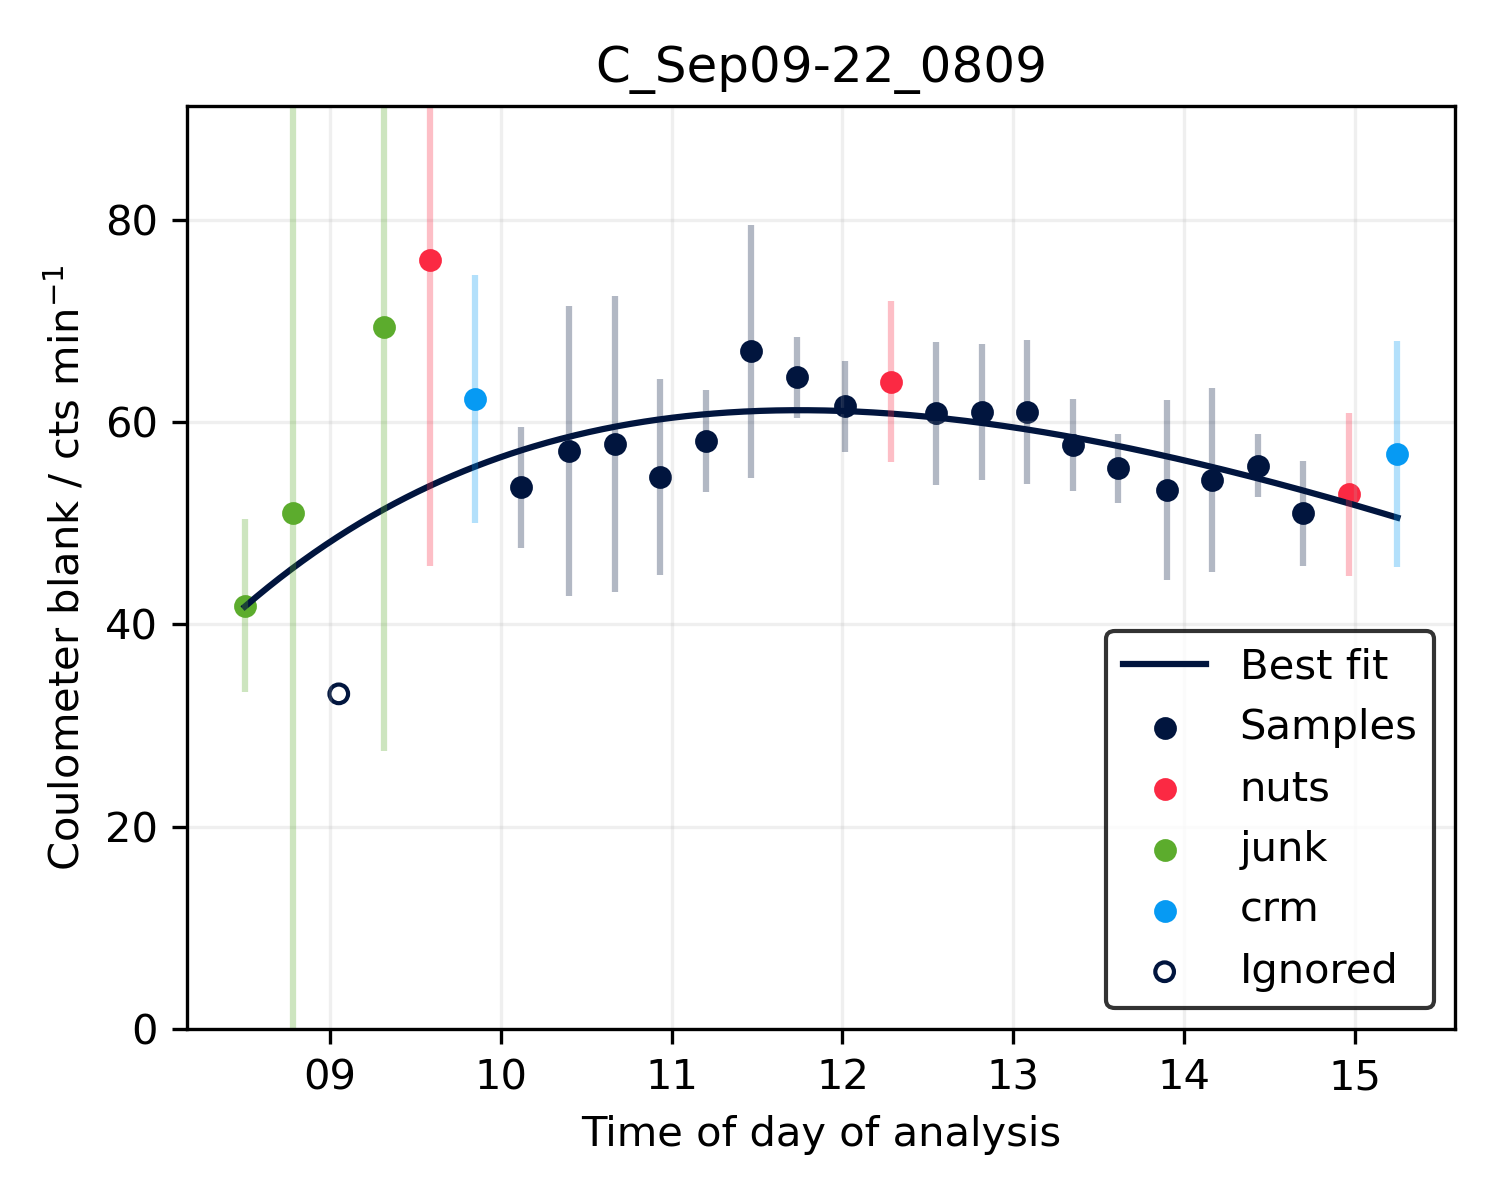 C_Sep09-22_0809
Coulometer blank / cts min⁻¹
80
60
40
20
0
09 10 11 12 13 14 15
Time of day of analysis
Best fit
Samples
nuts
junk
crm
Ignored